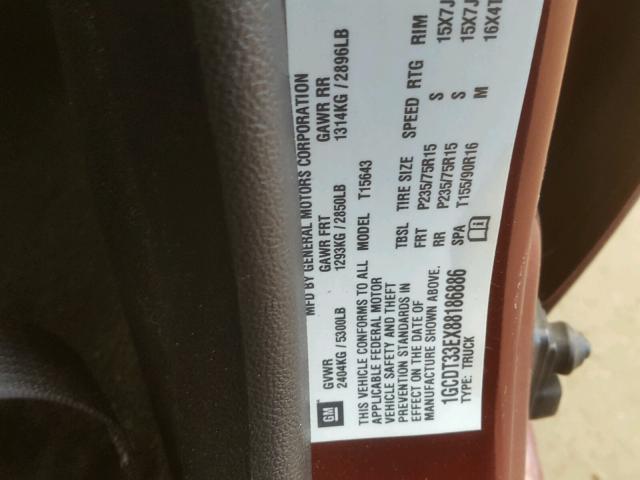 MFD BY GENERAL MOTORS CORPORATION
GVWR GAWR FRT GAWR RR
2404KG / 5300LB 1293KG / 2850LB 1314KG / 2896LB
THIS VEHICLE CONFORMS TO ALL
APPLICABLE FEDERAL MOTOR
VEHICLE SAFETY AND THEFT
PREVENTION STANDARDS IN
EFFECT ON THE DATE OF
MANUFACTURE SHOWN ABOVE.
1GCDT33EX88186886
TYPE: TRUCK
MODEL T15643
TBSL TIRE SIZE SPEED RTG RIM
FRT P235/75R15 S 15X7J
RR P235/75R15 S 15X7J
SPA T155/90R16 M 16X4T
GM